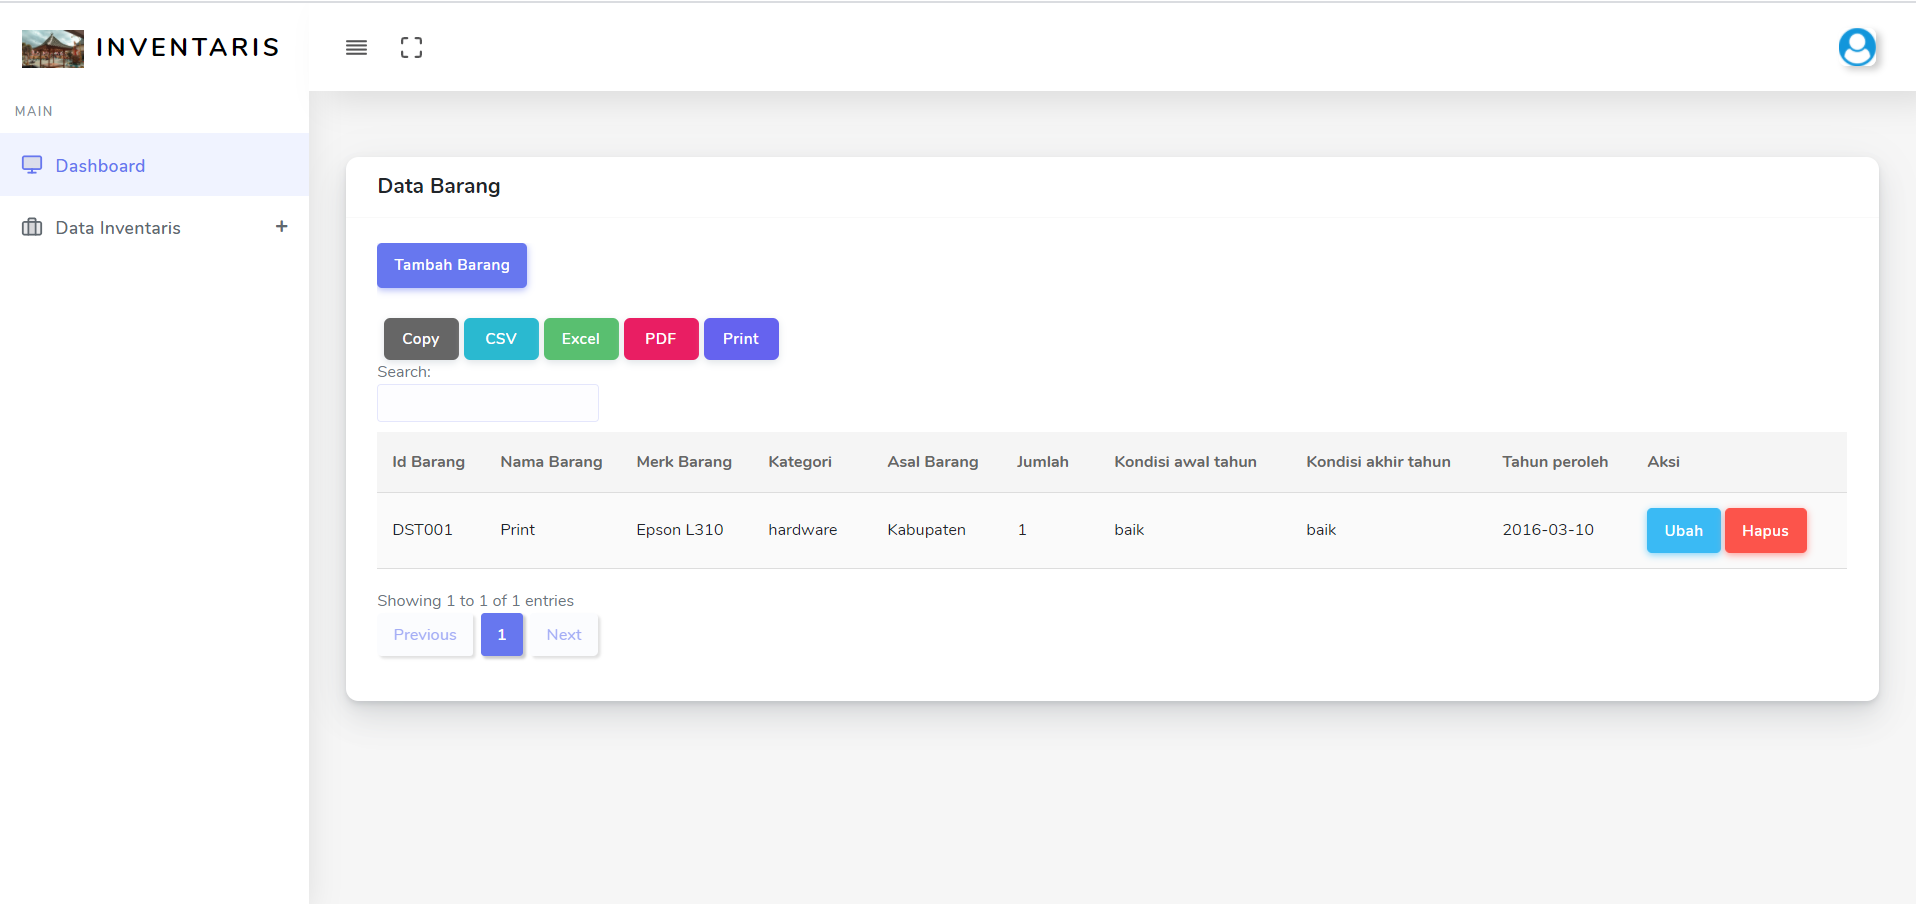 INVENTARIS
MAIN
Dashboard
Data Inventaris +
Data Barang
Tambah Barang
Copy CSV Excel PDF Print
Search:
Id Barang Nama Barang Merk Barang Kategori Asal Barang Jumlah Kondisi awal tahun Kondisi akhir tahun Tahun peroleh Aksi
DST001 Print Epson L310 hardware Kabupaten 1 baik baik 2016-03-10 Ubah Hapus
Showing 1 to 1 of 1 entries
Previous 1 Next